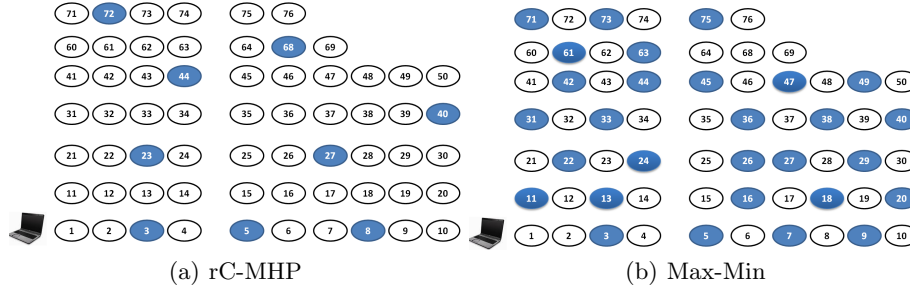 71 72 73 74 75 76
60 61 62 63 64 68 69
41 42 43 44 45 46 47 48 49 50
31 32 33 34 35 36 37 38 39 40
21 22 23 24 25 26 27 28 29 30
11 12 13 14 15 16 17 18 19 20
1 2 3 4 5 6 7 8 9 10
(a) rC-MHP
71 72 73 74 75 76
60 61 62 63 64 68 69
41 42 43 44 45 46 47 48 49 50
31 32 33 34 35 36 37 38 39 40
21 22 23 24 25 26 27 29 30
11 12 13 14 15 16 17 18 19 20
1 2 3 4 5 6 7 9 10
(b) Max-Min